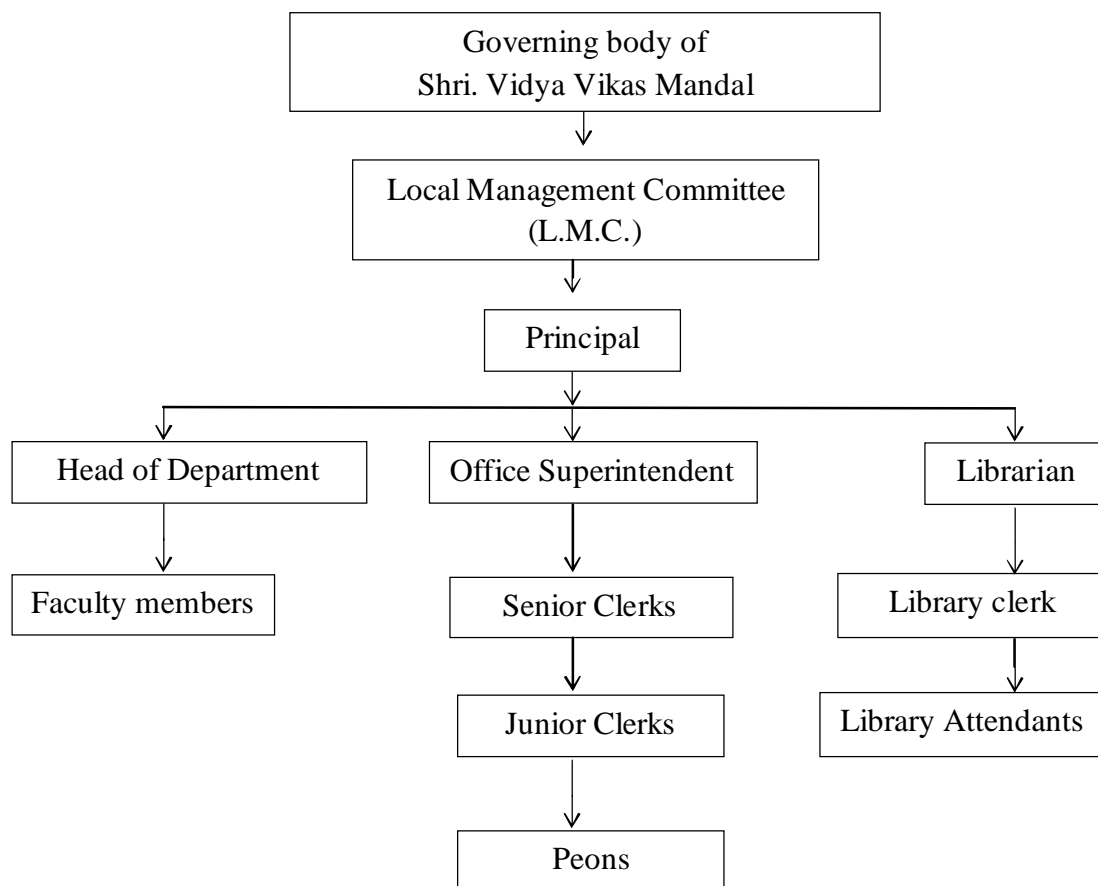 Governing body of
Shri. Vidya Vikas Mandal
Local Management Committee
(L.M.C.)
Principal
Head of Department
Office Superintendent
Librarian
Faculty members
Senior Clerks
Library clerk
Junior Clerks
Library Attendants
Peons